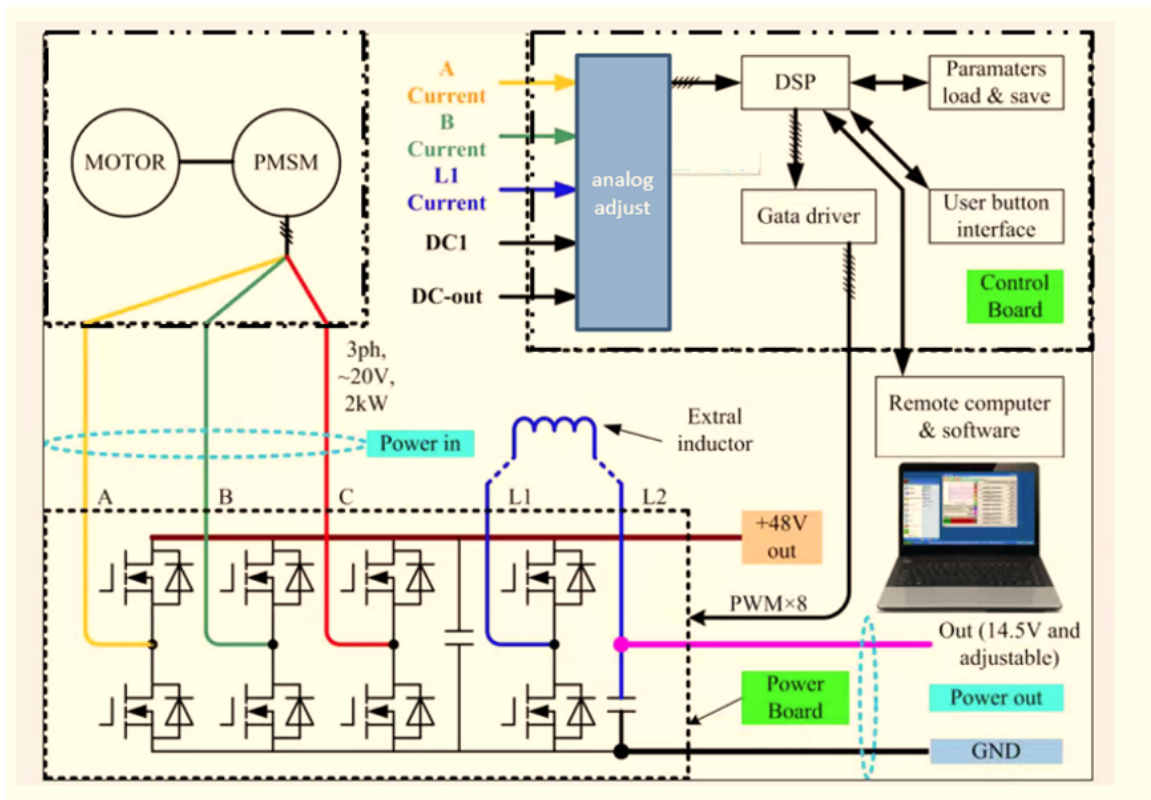 A
Current
B
Current
L1
Current
DC1
DC-out
analog
adjust
DSP
Paramaters
load & save
Gata driver
User button
interface
Control
Board
MOTOR
PMSM
3ph,
~20V,
2kW
Power in
Extral
inductor
Remote computer
& software
A
B
C
L1
L2
+48V
out
PWM×8
Out (14.5V and
adjustable)
Power
Board
Power out
GND